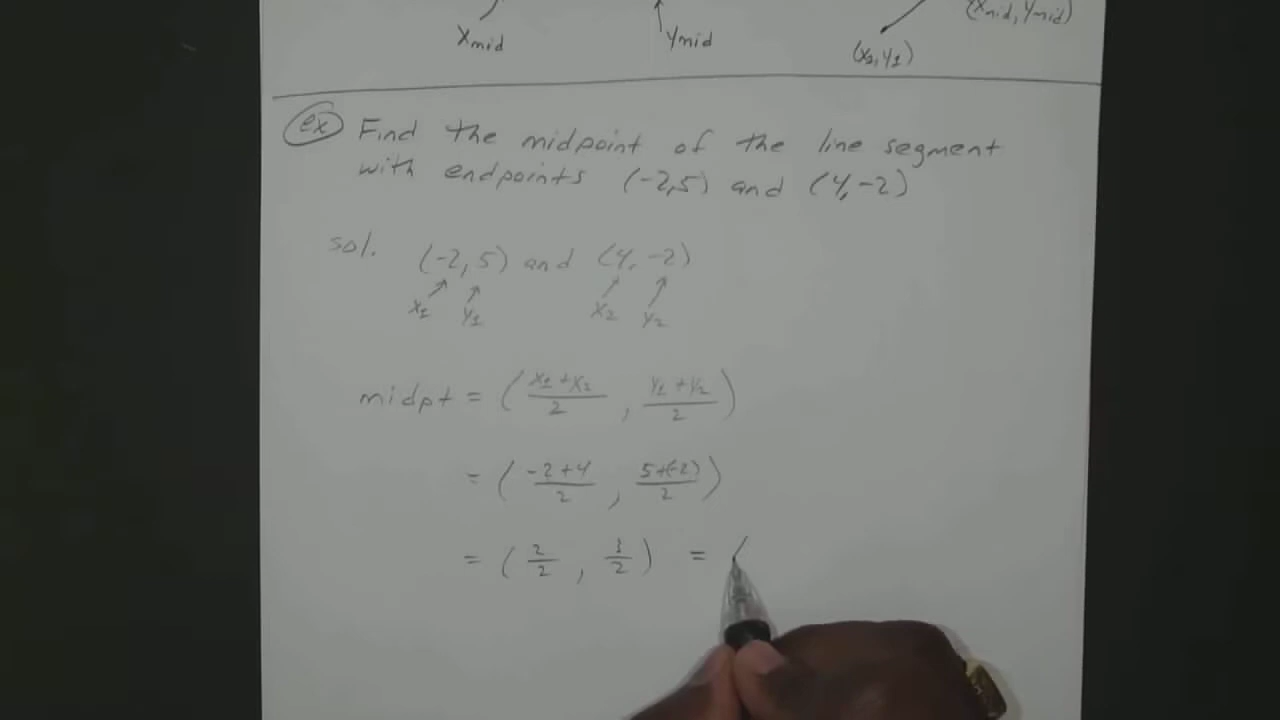 Xmid Ymid (Xmid, Ymid)
(X2, Y2)
ex Find the midpoint of the line segment
with endpoints (-2,5) and (4,-2)
sol. (-2,5) and (4,-2)
X1 Y1 X2 Y2
midpt = ( X1+X2 / 2 , Y1+Y2 / 2 )
= ( -2+4 / 2 , 5+(-2) / 2 )
= ( 2/2 , 3/2 ) = (